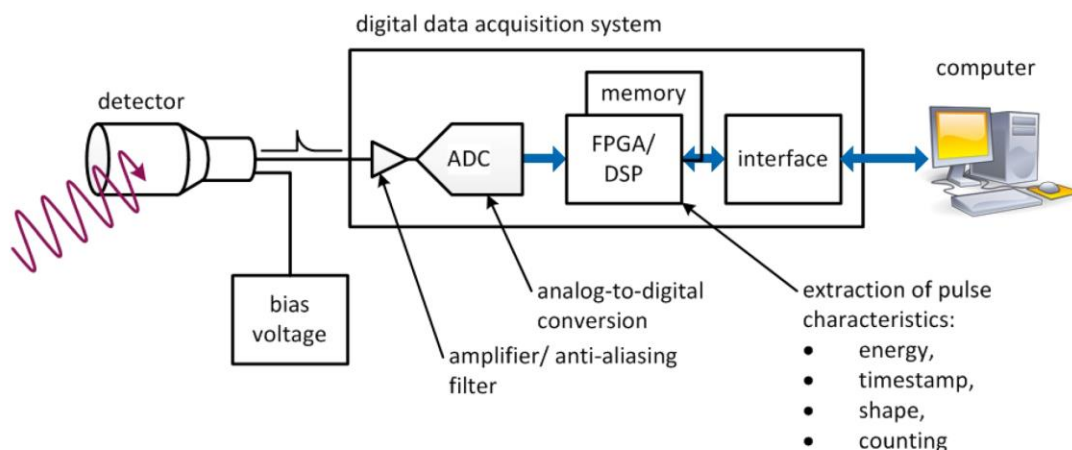 digital data acquisition system
computer
detector
memory
ADC
FPGA/
DSP
interface
bias
voltage
analog-to-digital
conversion
amplifier/ anti-aliasing
filter
extraction of pulse
characteristics:
• energy,
• timestamp,
• shape,
• counting